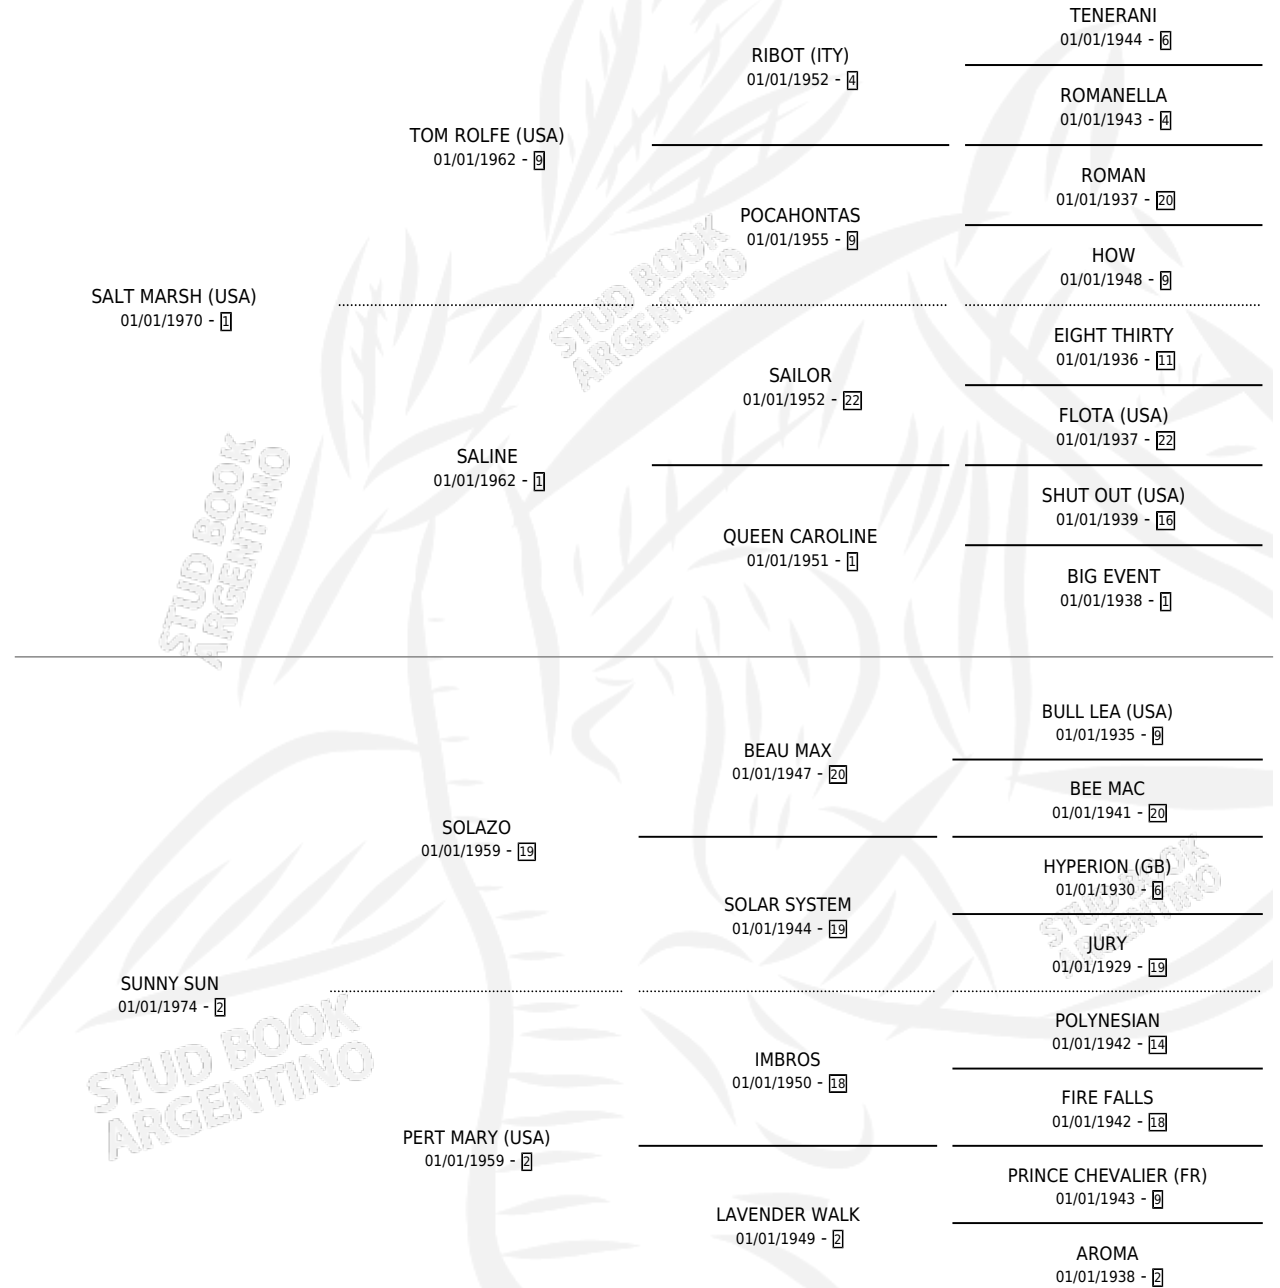 TENERANI
01/01/1944 - 6
RIBOT (ITY)
01/01/1952 - 4
ROMANELLA
01/01/1943 - 4
TOM ROLFE (USA)
01/01/1962 - 9
ROMAN
01/01/1937 - 20
POCAHONTAS
01/01/1955 - 9
HOW
01/01/1948 - 9
SALT MARSH (USA)
01/01/1970 - 1
STUD BOOK
ARGENTINO
EIGHT THIRTY
01/01/1936 - 11
SAILOR
01/01/1952 - 22
FLOTA (USA)
01/01/1937 - 22
SALINE
01/01/1962 - 1
SHUT OUT (USA)
01/01/1939 - 16
QUEEN CAROLINE
01/01/1951 - 1
BIG EVENT
01/01/1938 - 1
STUD BOOK
ARGENTINO
BULL LEA (USA)
01/01/1935 - 9
BEAU MAX
01/01/1947 - 20
BEE MAC
01/01/1941 - 20
SOLAZO
01/01/1959 - 19
HYPERION (GB)
01/01/1930 - 6
SOLAR SYSTEM
01/01/1944 - 19
STUD BOOK
ARGENTINO
JURY
01/01/1929 - 19
SUNNY SUN
01/01/1974 - 2
STUD BOOK
ARGENTINO
POLYNESIAN
01/01/1942 - 14
IMBROS
01/01/1950 - 18
FIRE FALLS
01/01/1942 - 18
PERT MARY (USA)
01/01/1959 - 2
PRINCE CHEVALIER (FR)
01/01/1943 - 9
LAVENDER WALK
01/01/1949 - 2
AROMA
01/01/1938 - 2